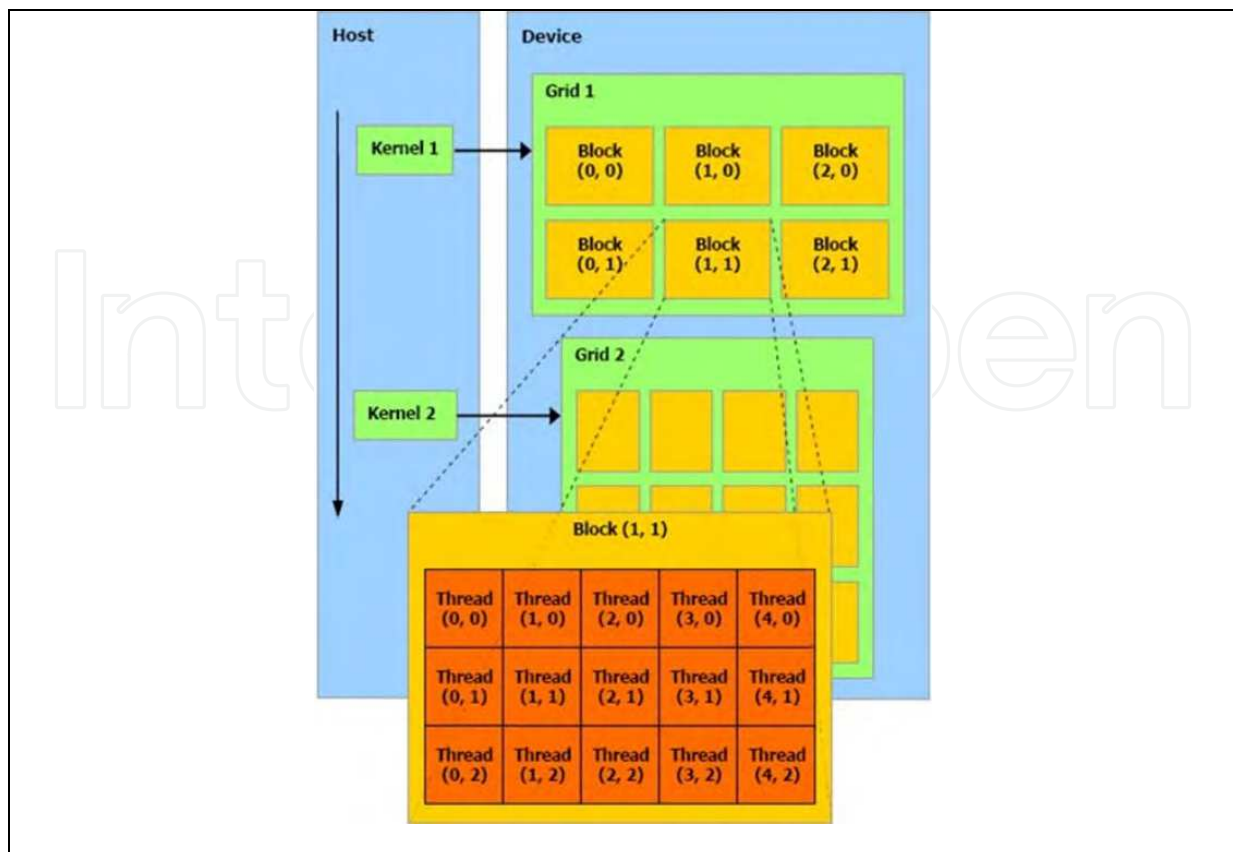 Host
Device
Grid 1
Kernel 1
Block
(0, 0)
Block
(1, 0)
Block
(2, 0)
Block
(0, 1)
Block
(1, 1)
Block
(2, 1)
Grid 2
Kernel 2
Block (1, 1)
Thread
(0, 0)
Thread
(1, 0)
Thread
(2, 0)
Thread
(3, 0)
Thread
(4, 0)
Thread
(0, 1)
Thread
(1, 1)
Thread
(2, 1)
Thread
(3, 1)
Thread
(4, 1)
Thread
(0, 2)
Thread
(1, 2)
Thread
(2, 2)
Thread
(3, 2)
Thread
(4, 2)